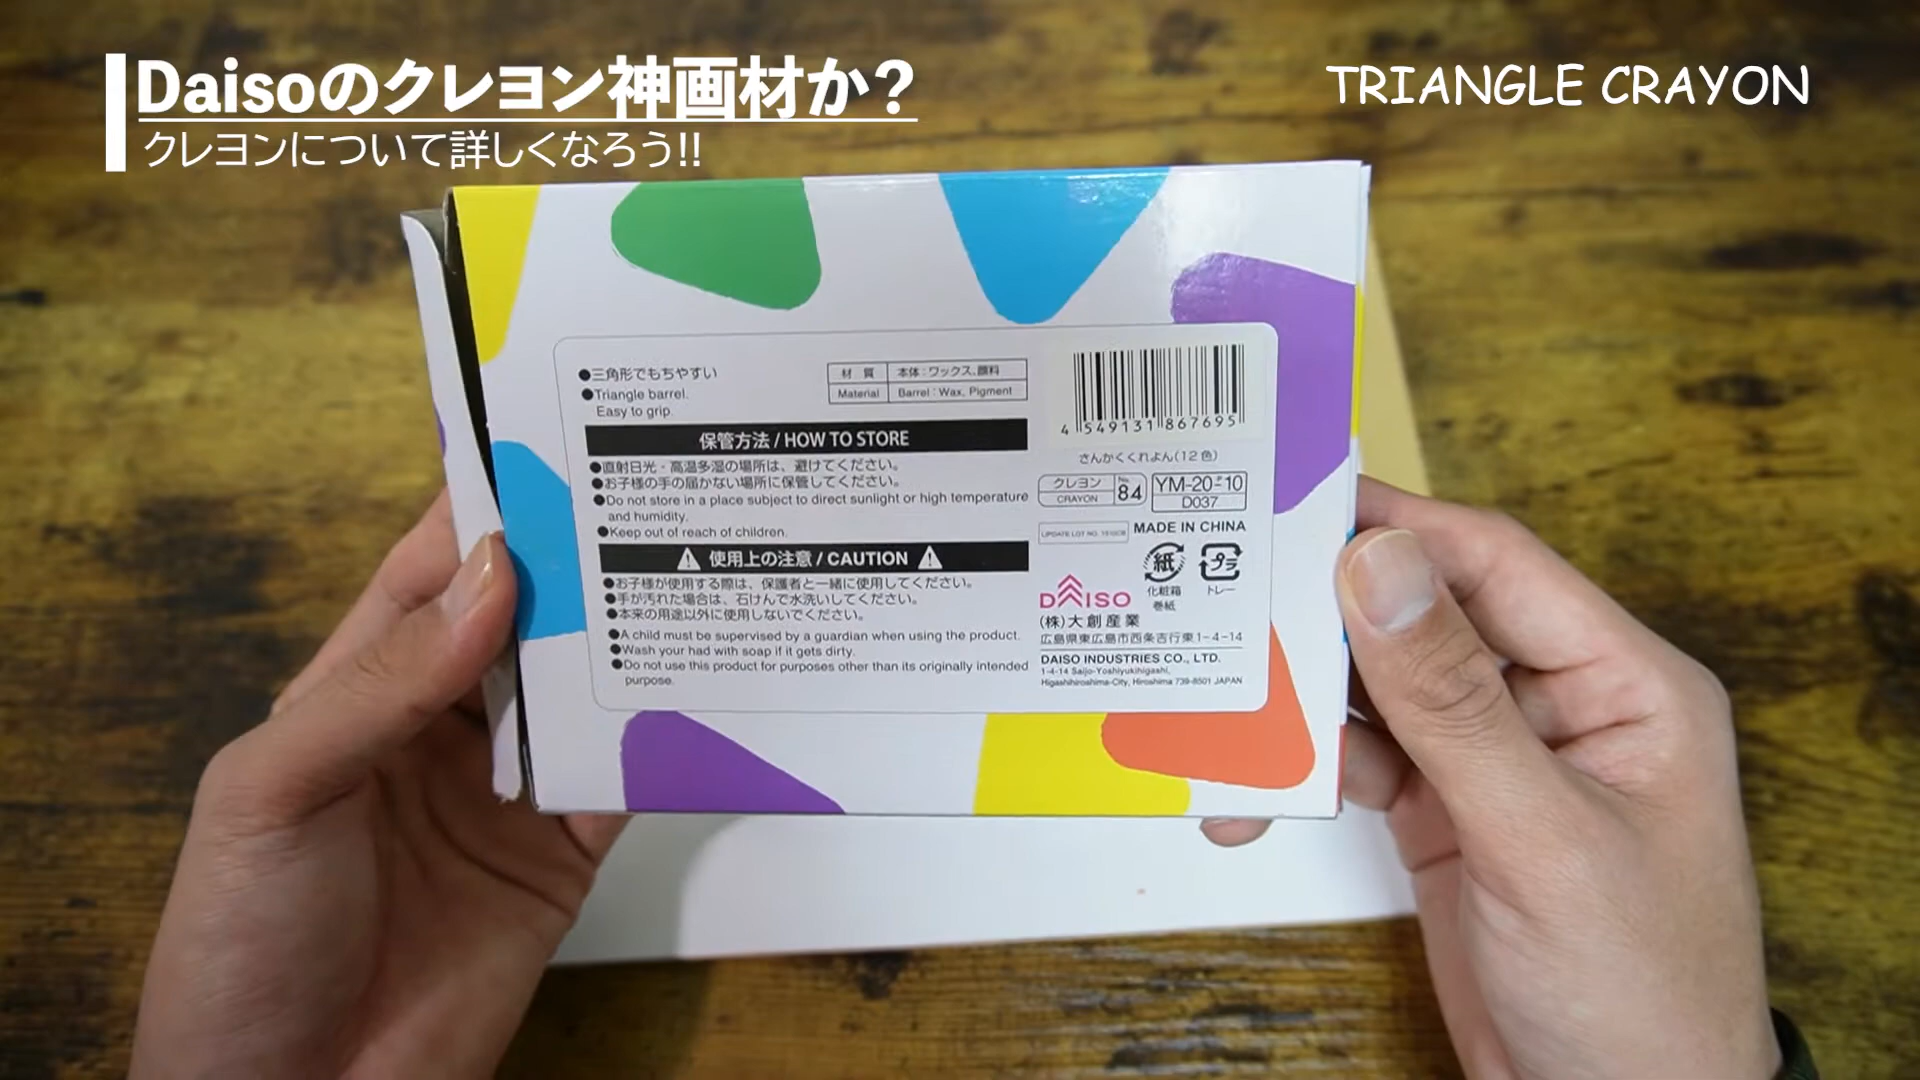 Daisoのクレヨン神画材か?
クレヨンについて詳しくなろう!!
TRIANGLE CRAYON
●三角形でもちやすい
●Triangle barrel.
Easy to grip.
材 質 本体:ワックス、顔料
Material Barrel:Wax, Pigment
保管方法 / HOW TO STORE
●直射日光・高温多湿の場所は、避けてください。
●お子様の手の届かない場所に保管してください。
●Do not store in a place subject to direct sunlight or high temperature
and humidity.
●Keep out of reach of children.
使用上の注意 / CAUTION
●お子様が使用する際は、保護者と一緒に使用してください。
●手が汚れた場合は、石けんで水洗いしてください。
●本来の用途以外に使用しないでください。
●A child must be supervised by a guardian when using the product.
●Wash your had with soap if it gets dirty.
●Do not use this product for purposes other than its originally intended
purpose.
4 549131 867695
さんかくくれよん(12色)
クレヨン
CRAYON
No. 84
YM-20-10
D037
MADE IN CHINA
紙
化粧箱
巻紙
プラ
トレー
DAISO
(株)大創産業
広島県東広島市西条吉行東1-4-14
DAISO INDUSTRIES CO., LTD.
1-4-14 Saijo-Yoshiyukihigashi,
Higashihiroshima-City, Hiroshima 739-8501 JAPAN